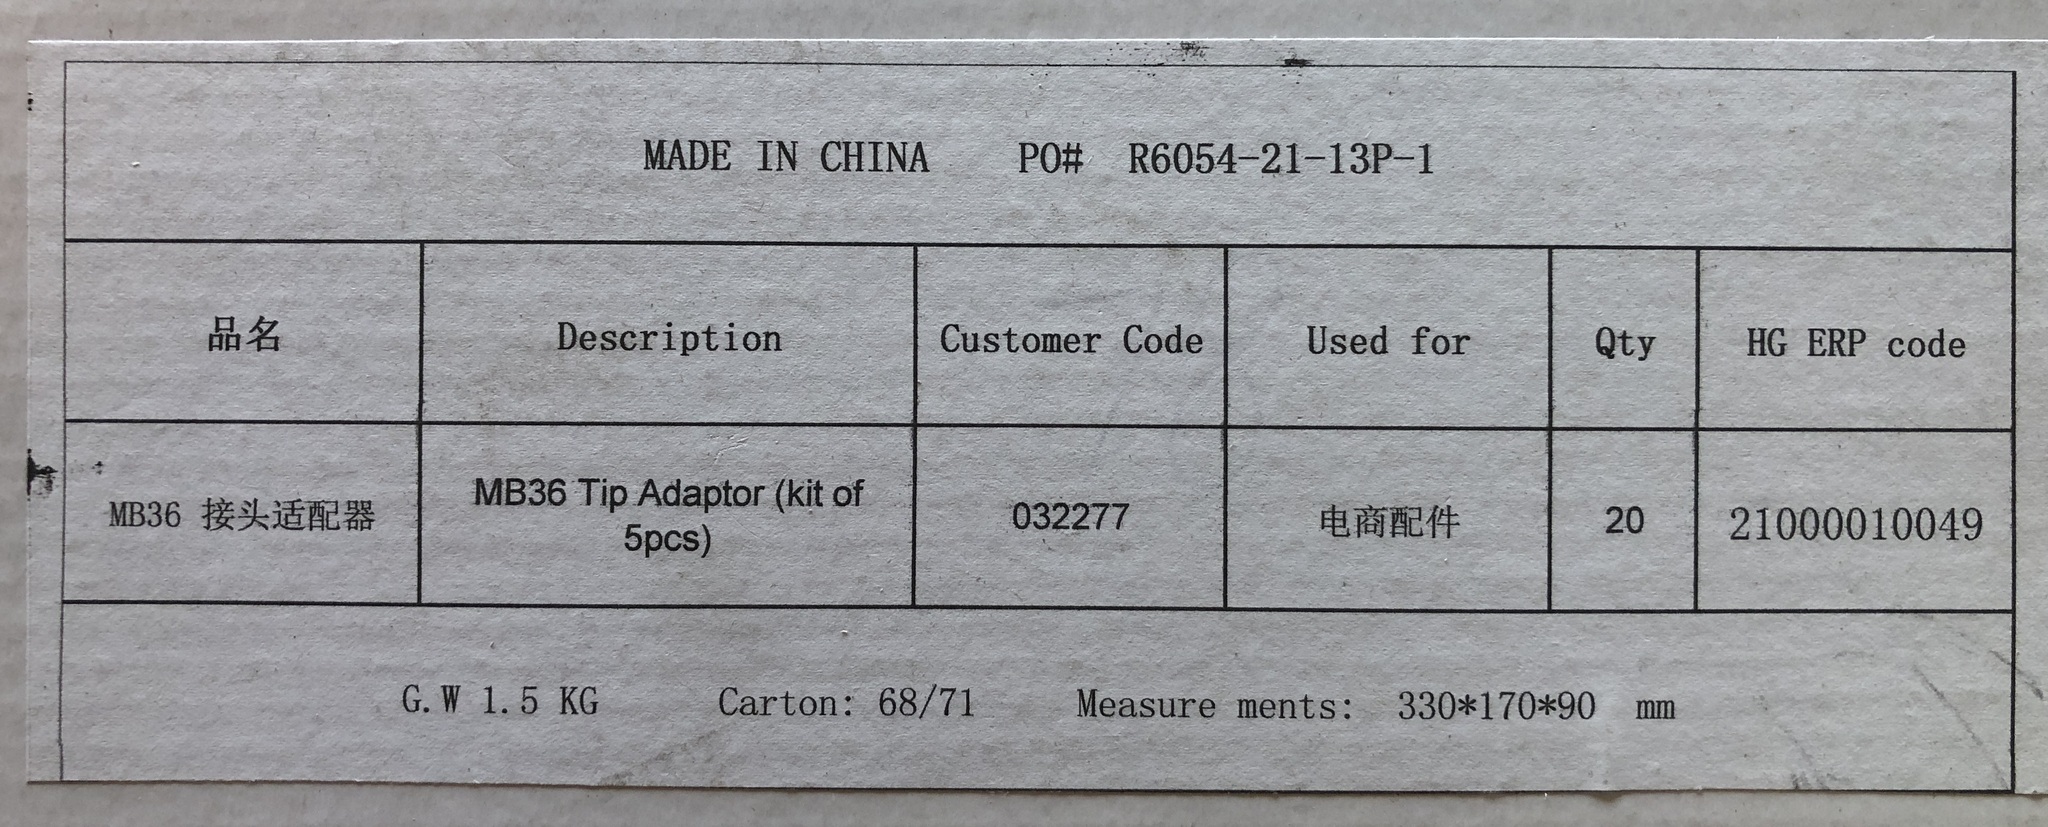 MADE IN CHINA PO# R6054-21-13P-1
品名 Description Customer Code Used for Qty HG ERP code
MB36 接头适配器 MB36 Tip Adaptor (kit of 5pcs) 032277 电商配件 20 21000010049
G.W 1.5 KG Carton: 68/71 Measure ments: 330*170*90 mm